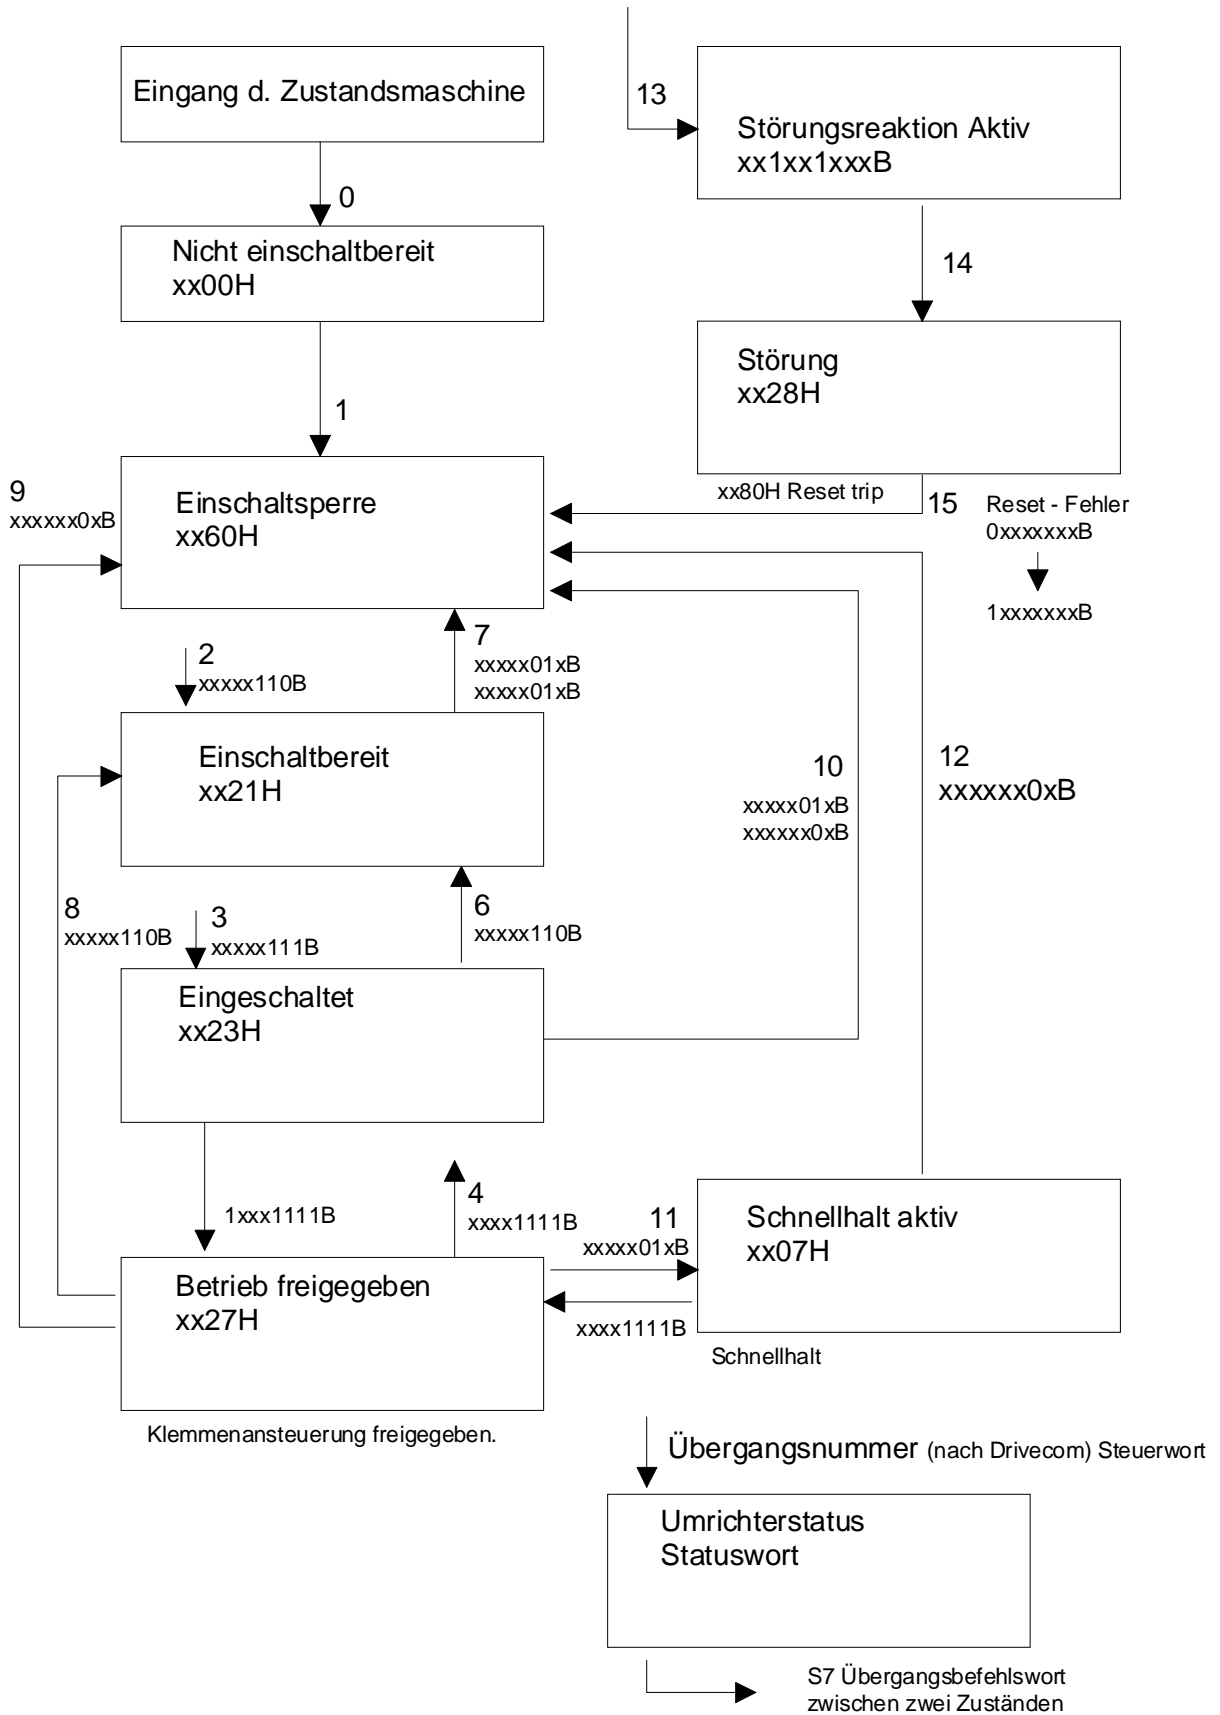 Eingang d. Zustandsmaschine
0
Nicht einschaltbereit
xx00H
1
9
xxxxxx0xB
Einschaltsperre
xx60H
2
xxxxx110B
7
xxxxx01xB
xxxxx01xB
Einschaltbereit
xx21H
8
xxxxx110B
3
xxxxx111B
6
xxxxx110B
Eingeschaltet
xx23H
1xxx1111B
4
xxxx1111B
Betrieb freigegeben
xx27H
Klemmenansteuerung freigegeben.
13
Störungsreaktion Aktiv
xx1xx1xxxB
14
Störung
xx28H
xx80H Reset trip
15
Reset - Fehler
0xxxxxxxB
1xxxxxxxB
10
xxxxx01xB
xxxxxx0xB
12
xxxxxx0xB
11
xxxxx01xB
xxxx1111B
Schnellhalt aktiv
xx07H
Schnellhalt
Übergangsnummer (nach Drivecom) Steuerwort
Umrichterstatus
Statuswort
S7 Übergangsbefehlswort
zwischen zwei Zuständen